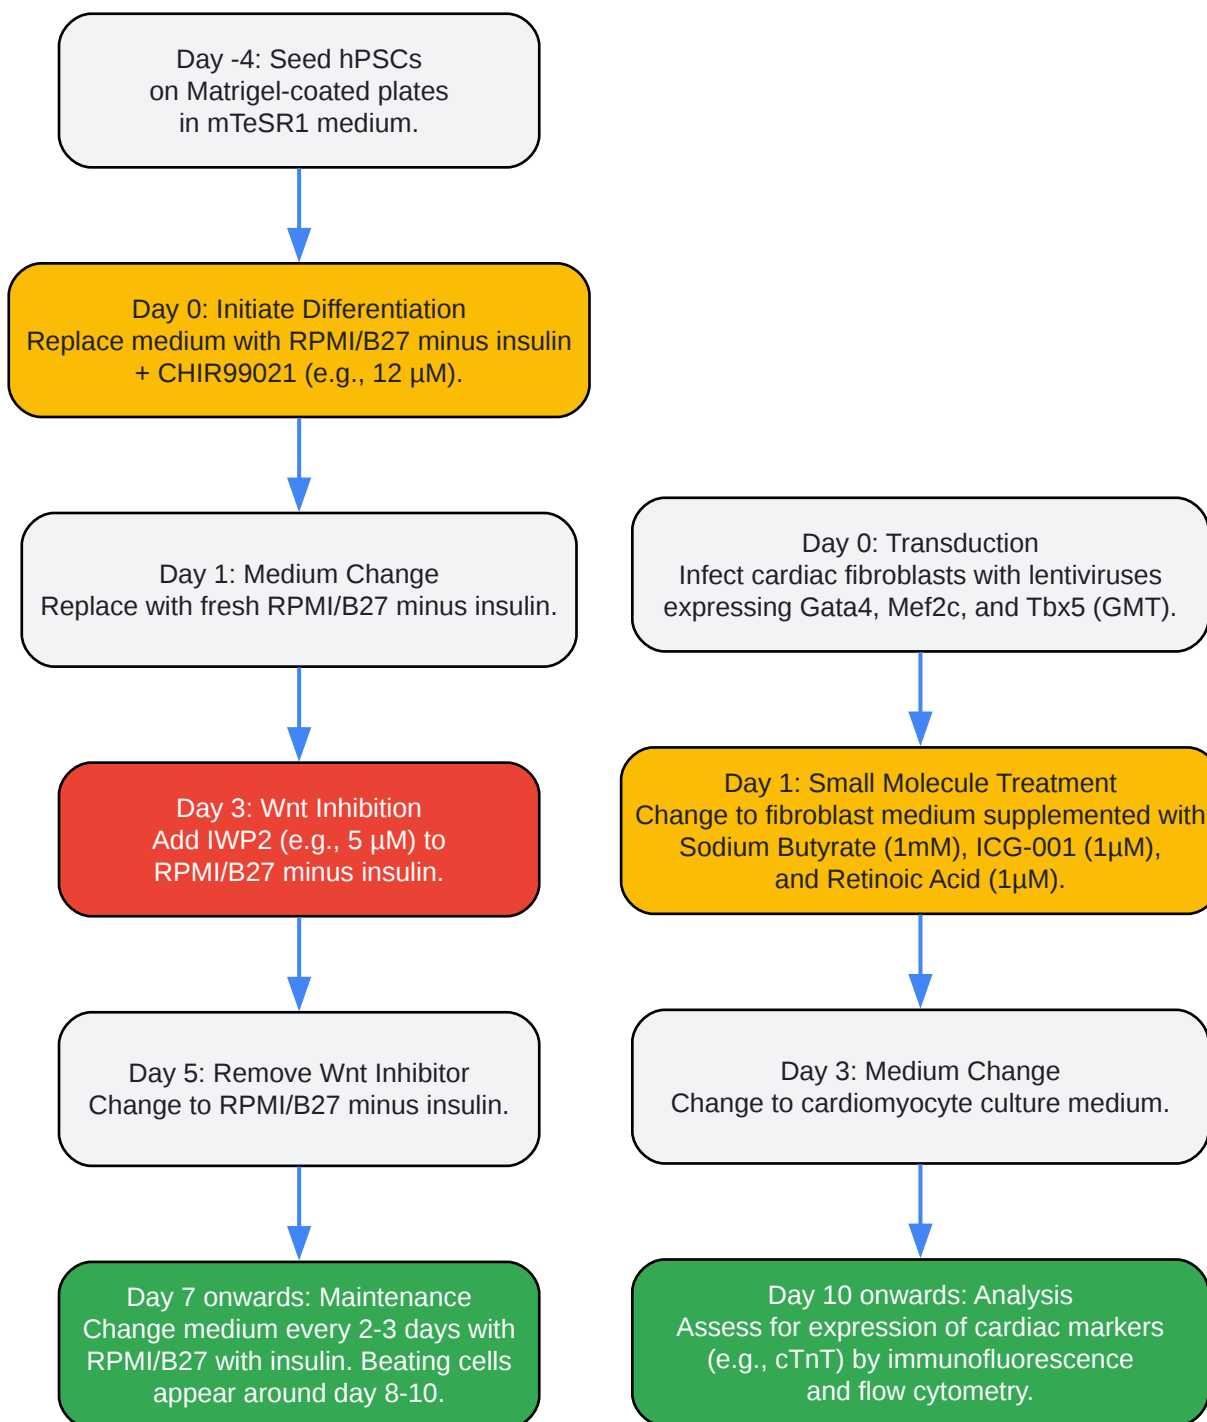 Day -4: Seed hPSCs
on Matrigel-coated plates
in mTeSR1 medium.
Day 0: Initiate Differentiation
Replace medium with RPMI/B27 minus insulin
+ CHIR99021 (e.g., 12 µM).
Day 1: Medium Change
Replace with fresh RPMI/B27 minus insulin.
Day 3: Wnt Inhibition
Add IWP2 (e.g., 5 µM) to
RPMI/B27 minus insulin.
Day 5: Remove Wnt Inhibitor
Change to RPMI/B27 minus insulin.
Day 7 onwards: Maintenance
Change medium every 2-3 days with
RPMI/B27 with insulin. Beating cells
appear around day 8-10.
Day 0: Transduction
Infect cardiac fibroblasts with lentiviruses
expressing Gata4, Mef2c, and Tbx5 (GMT).
Day 1: Small Molecule Treatment
Change to fibroblast medium supplemented with
Sodium Butyrate (1mM), ICG-001 (1µM),
and Retinoic Acid (1µM).
Day 3: Medium Change
Change to cardiomyocyte culture medium.
Day 10 onwards: Analysis
Assess for expression of cardiac markers
(e.g., cTnT) by immunofluorescence
and flow cytometry.